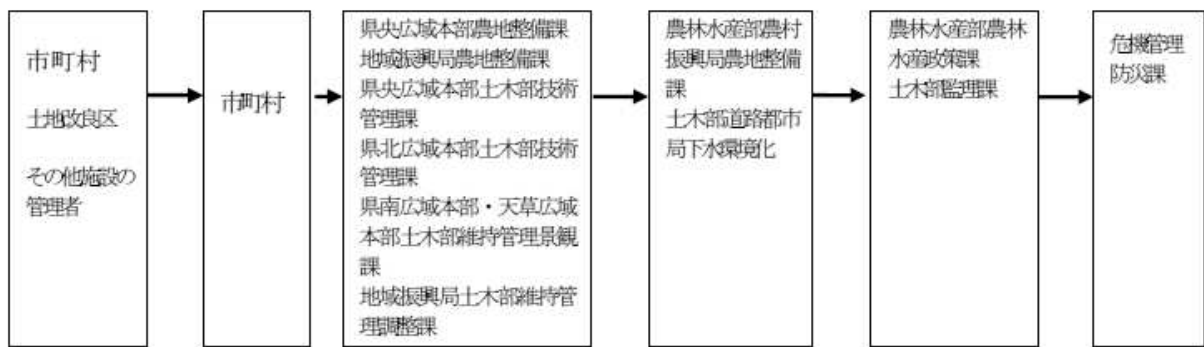 市町村
土地改良区
その他施設の
管理者
市町村
県央広域本部農地整備課
地域振興局農地整備課
県央広域本部土木部技術
管理課
県北広域本部土木部技術
管理課
県南広域本部・天草広域
本部土木部維持管理景観
課
地域振興局土木部維持管
理調整課
農林水産部農村
振興局農地整備
課
土木部道路都市
局下水環境化
農林水産部農林
水産政策課
土木部監理課
危機管理
防災課